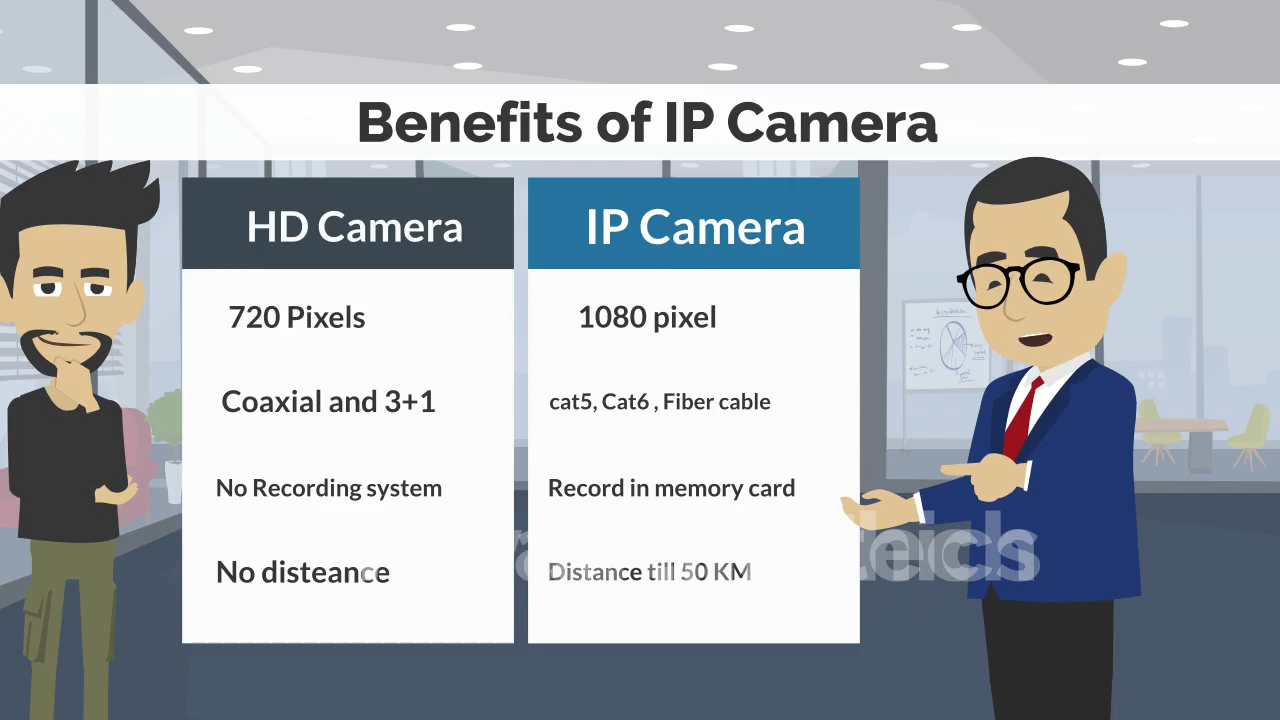 Benefits of IP Camera
HD Camera
IP Camera
720 Pixels
1080 pixel
Coaxial and 3+1
cat5, Cat6 , Fiber cable
No Recording system
Record in memory card
No disteance
Distance till 50 KM